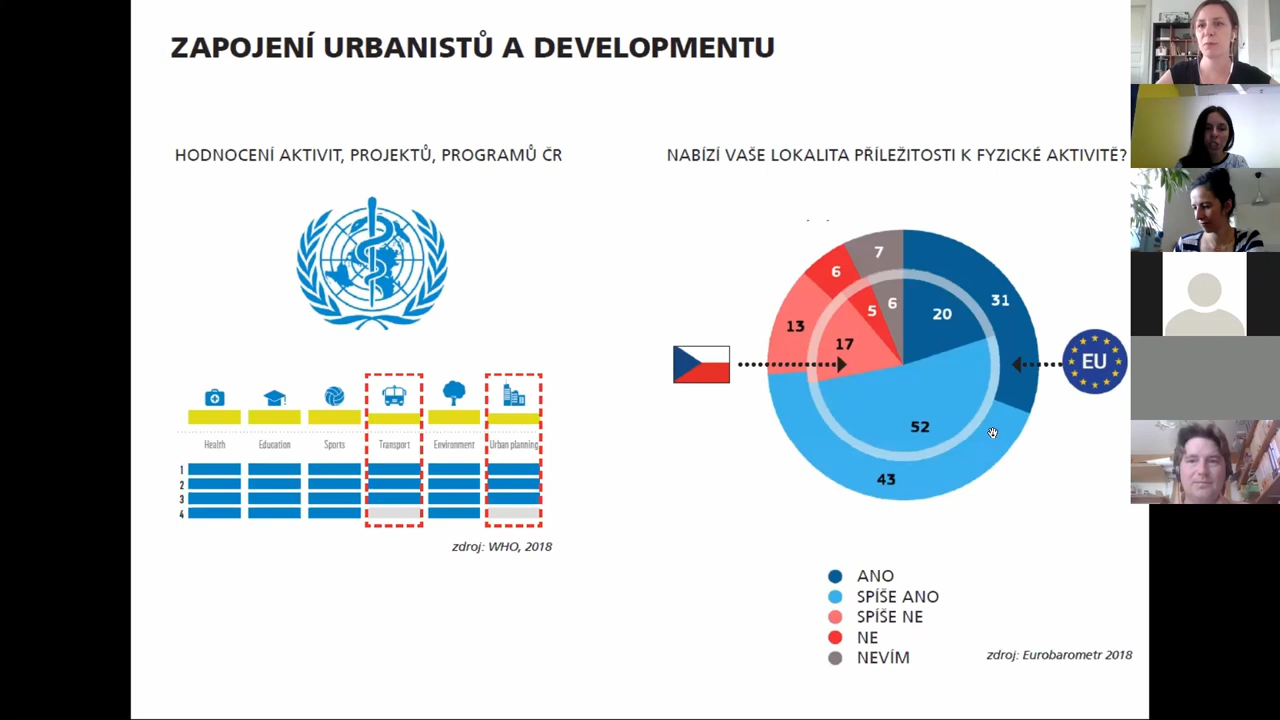 ZAPOJENÍ URBANISTŮ A DEVELOPMENTU
HODNOCENÍ AKTIVIT, PROJEKTŮ, PROGRAMŮ ČR
Health Education Sports Transport Environment Urban planning
1
2
3
4
zdroj: WHO, 2018
NABÍZÍ VAŠE LOKALITA PŘÍLEŽITOSTI K FYZICKÉ AKTIVITĚ?
7
6
31
6
5
20
13
17
EU
52
43
ANO
SPÍŠE ANO
SPÍŠE NE
NE
NEVÍM
zdroj: Eurobarometr 2018